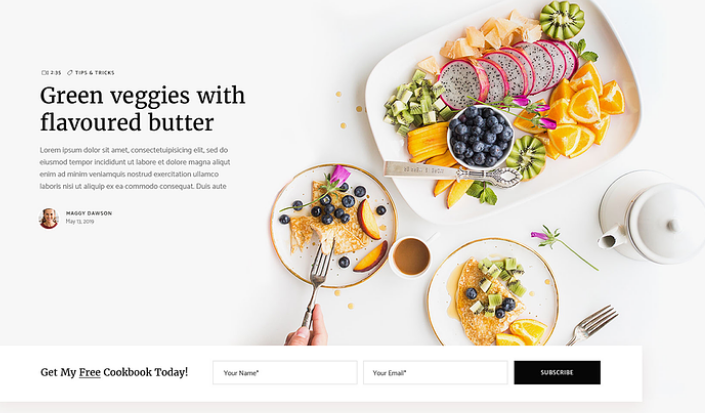 2:35 TIPS & TRICKS
Green veggies with
flavoured butter
Lorem ipsum dolor sit amet, consectetuipisicing elit, sed do
eiusmod tempor incididunt ut labore et dolore magna aliqut
enim ad minim veniamquis nostrud exercitation ullamco
laboris nisi ut aliquip ex ea commodo consequat. Duis aute
MAGGY DAWSON
May 13, 2019
Get My Free Cookbook Today!
Your Name*
Your Email*
SUBSCRIBE